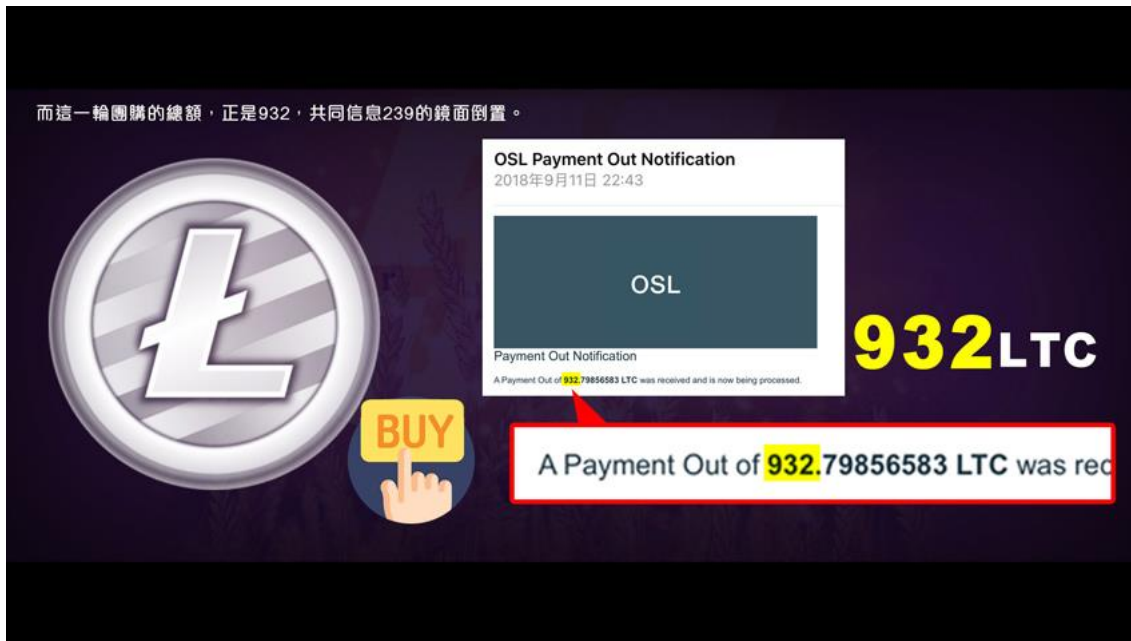 而這一輪團購的總額,正是932,共同信息239的鏡面倒置。
OSL Payment Out Notification
2018年9月11日 22:43
OSL
Payment Out Notification
A Payment Out of 932.79856583 LTC was received and is now being processed.
932LTC
BUY
A Payment Out of 932.79856583 LTC was rec